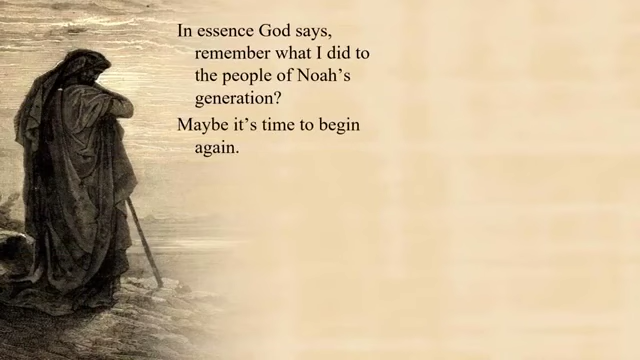 In essence God says,
remember what I did to
the people of Noah’s
generation?
Maybe it’s time to begin
again.